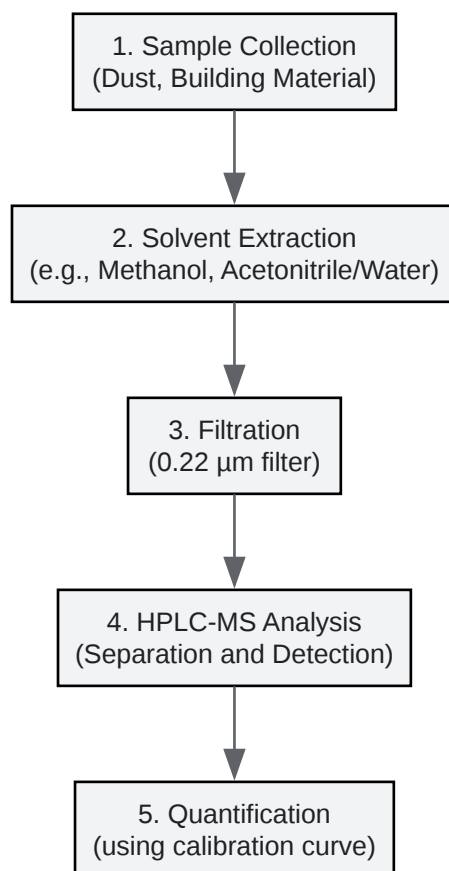 1. Sample Collection
(Dust, Building Material)
2. Solvent Extraction
(e.g., Methanol, Acetonitrile/Water)
3. Filtration
(0.22 µm filter)
4. HPLC-MS Analysis
(Separation and Detection)
5. Quantification
(using calibration curve)